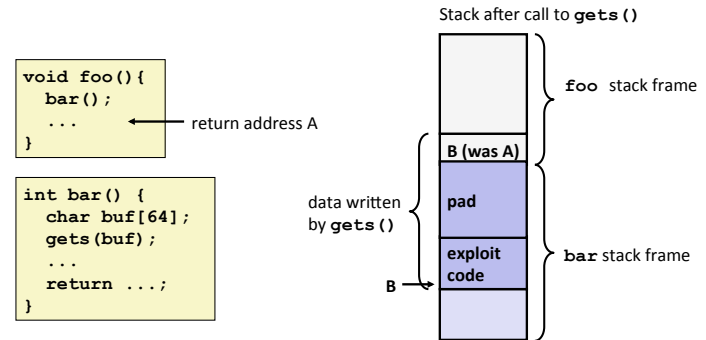 Stack after call to gets()
void foo(){
bar();
...
}
return address A
int bar() {
char buf[64];
gets(buf);
...
return ...;
}
foo stack frame
B (was A)
data written
by gets()
pad
exploit
code
B
bar stack frame